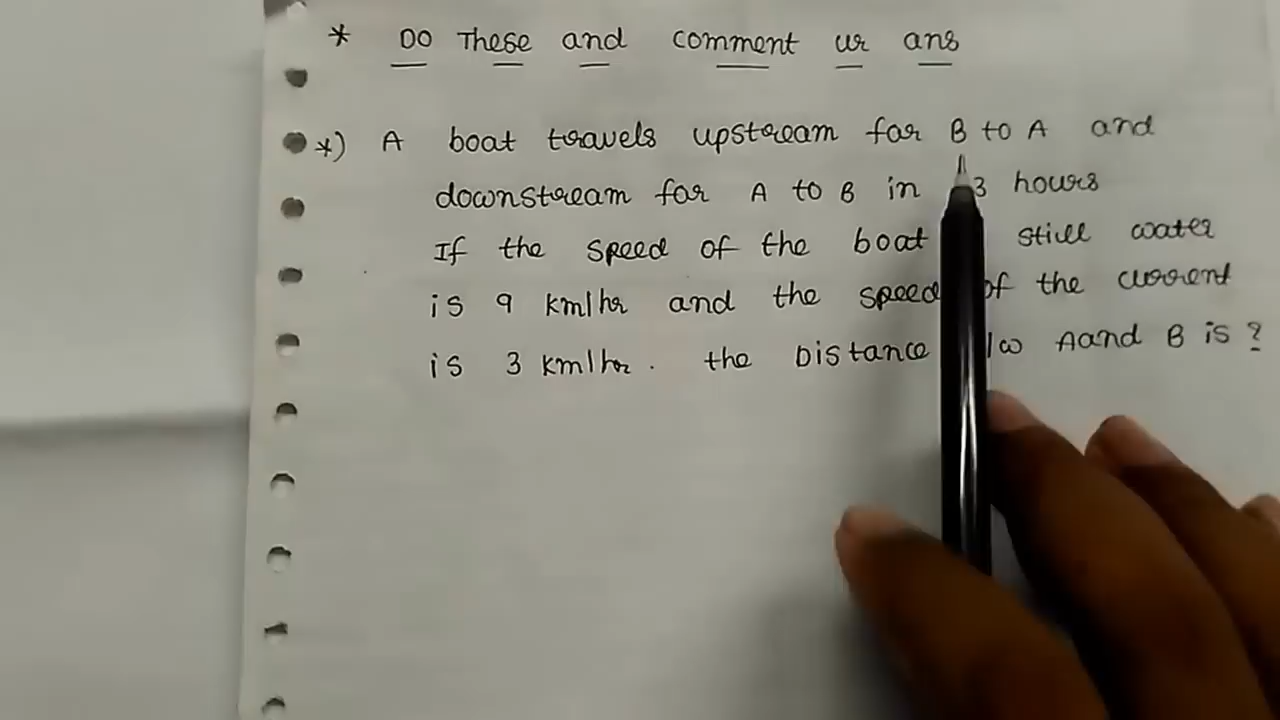 * DO These and comment ur ans
*) A boat travels upstream for B to A and
downstream for A to B in 3 hours
If the speed of the boat still water
is 9 km/hr and the speed of the current
is 3 km/hr. the Distance A and B is ?